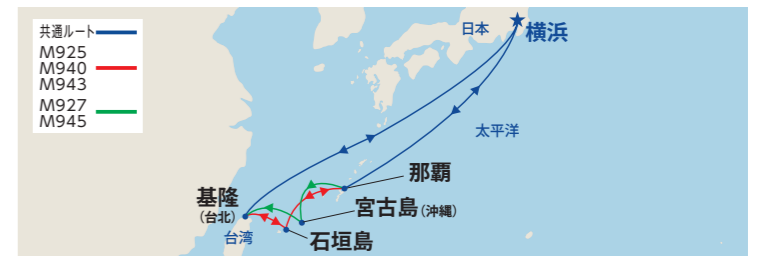 共通ルート
M925
M940
M943
M927
M945
日本
横浜
太平洋
那覇
基隆
(台北)
宮古島(沖縄)
台湾
石垣島